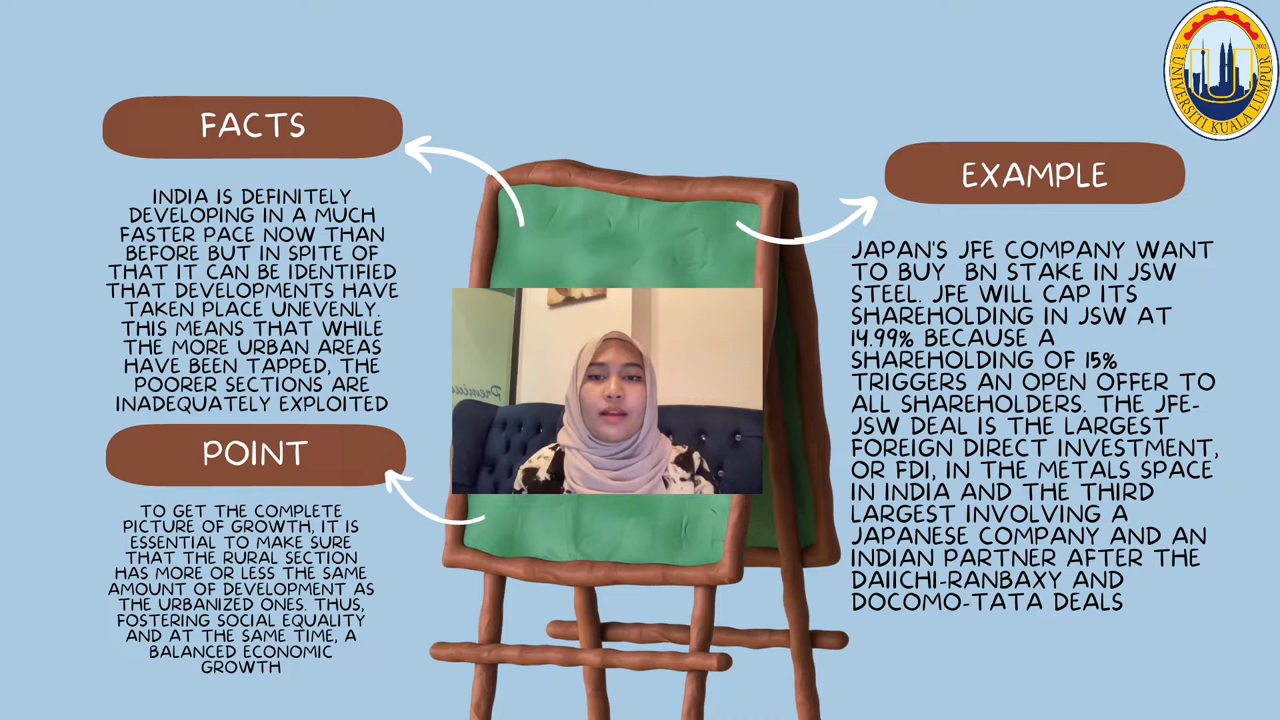 FACTS
INDIA IS DEFINITELY
DEVELOPING IN A MUCH
FASTER PACE NOW THAN
BEFORE BUT IN SPITE OF
THAT IT CAN BE IDENTIFIED
THAT DEVELOPMENTS HAVE
TAKEN PLACE UNEVENLY.
THIS MEANS THAT WHILE
THE MORE URBAN AREAS
HAVE BEEN TAPPED, THE
POORER SECTIONS ARE
INADEQUATELY EXPLOITED
POINT
TO GET THE COMPLETE
PICTURE OF GROWTH, IT IS
ESSENTIAL TO MAKE SURE
THAT THE RURAL SECTION
HAS MORE OR LESS THE SAME
AMOUNT OF DEVELOPMENT AS
THE URBANIZED ONES. THUS,
FOSTERING SOCIAL EQUALITY
AND AT THE SAME TIME, A
BALANCED ECONOMIC
GROWTH
Premium
EXAMPLE
JAPAN'S JFE COMPANY WANT
TO BUY BN STAKE IN JSW
STEEL. JFE WILL CAP ITS
SHAREHOLDING IN JSW AT
14.99% BECAUSE A
SHAREHOLDING OF 15%
TRIGGERS AN OPEN OFFER TO
ALL SHAREHOLDERS. THE JFE-
JSW DEAL IS THE LARGEST
FOREIGN DIRECT INVESTMENT,
OR FDI, IN THE METALS SPACE
IN INDIA AND THE THIRD
LARGEST INVOLVING A
JAPANESE COMPANY AND AN
INDIAN PARTNER AFTER THE
DAIICHI-RANBAXY AND
DOCOMO-TATA DEALS
UNIVERSITI KUALA LUMPUR